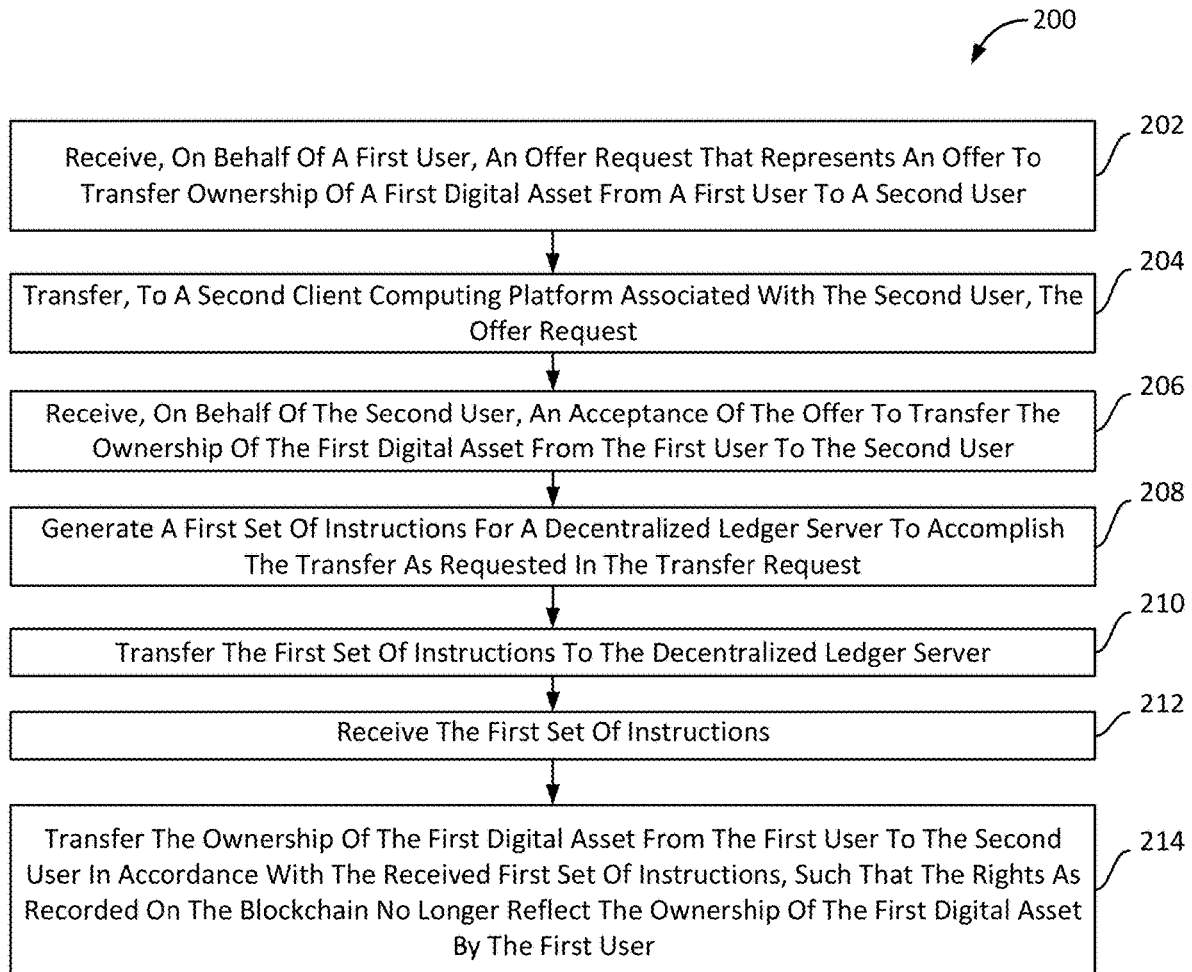 200
202
Receive, On Behalf Of A First User, An Offer Request That Represents An Offer To
Transfer Ownership Of A First Digital Asset From A First User To A Second User
204
Transfer, To A Second Client Computing Platform Associated With The Second User, The
Offer Request
206
Receive, On Behalf Of The Second User, An Acceptance Of The Offer To Transfer The
Ownership Of The First Digital Asset From The First User To The Second User
208
Generate A First Set Of Instructions For A Decentralized Ledger Server To Accomplish
The Transfer As Requested In The Transfer Request
210
Transfer The First Set Of Instructions To The Decentralized Ledger Server
212
Receive The First Set Of Instructions
214
Transfer The Ownership Of The First Digital Asset From The First User To The Second
User In Accordance With The Received First Set Of Instructions, Such That The Rights As
Recorded On The Blockchain No Longer Reflect The Ownership Of The First Digital Asset
By The First User